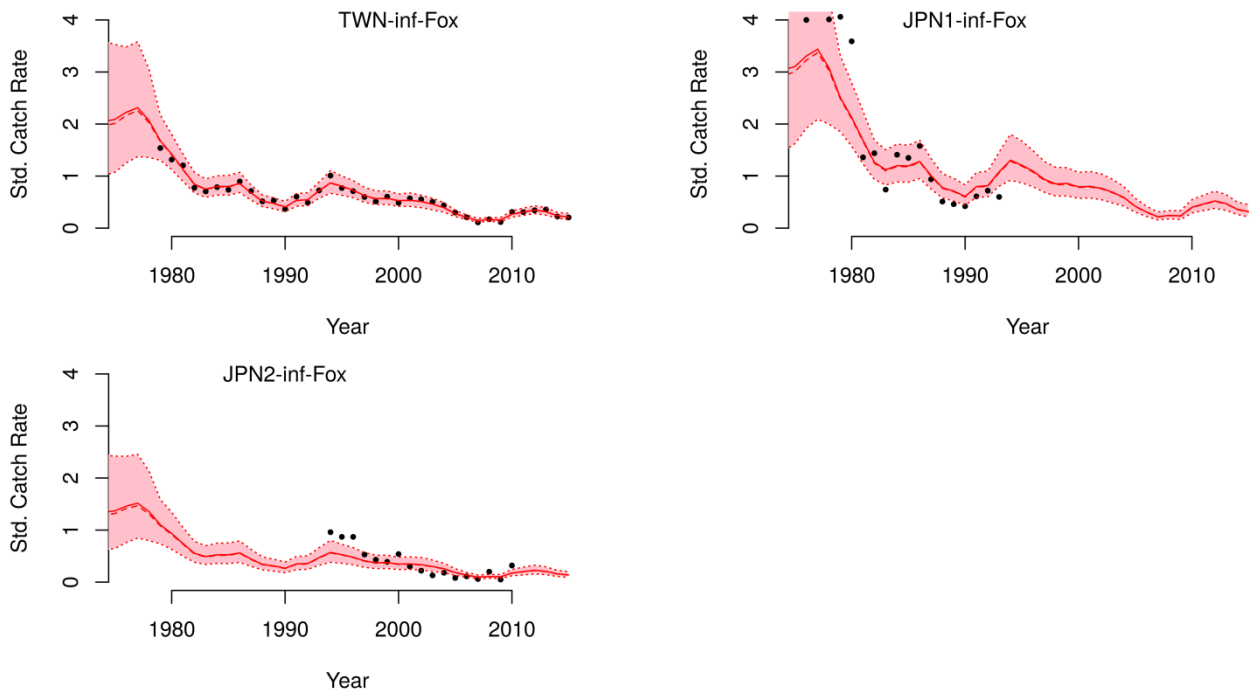 TWN-inf-Fox
Std. Catch Rate
4
3
2
1
0
1980 1990 2000 2010
Year
JPN1-inf-Fox
Std. Catch Rate
4
3
2
1
0
1980 1990 2000 2010
Year
JPN2-inf-Fox
Std. Catch Rate
4
3
2
1
0
1980 1990 2000 2010
Year